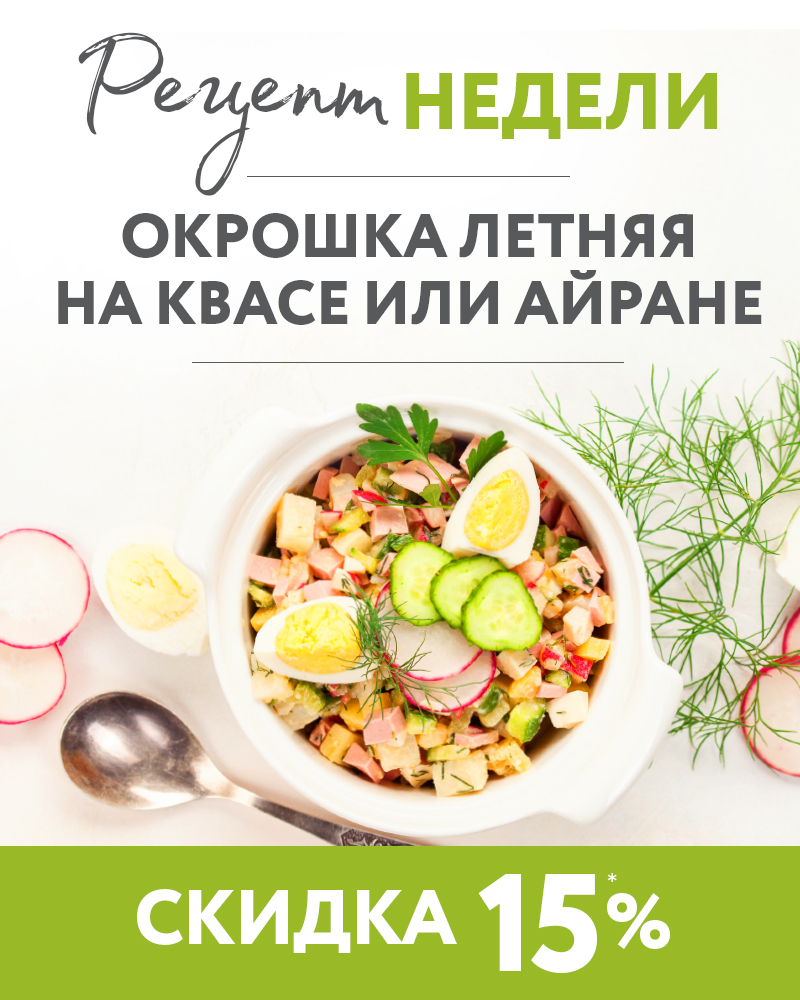 Рецепт НЕДЕЛИ
ОКРОШКА ЛЕТНЯЯ
НА КВАСЕ ИЛИ АЙРАНЕ
СКИДКА 15*%